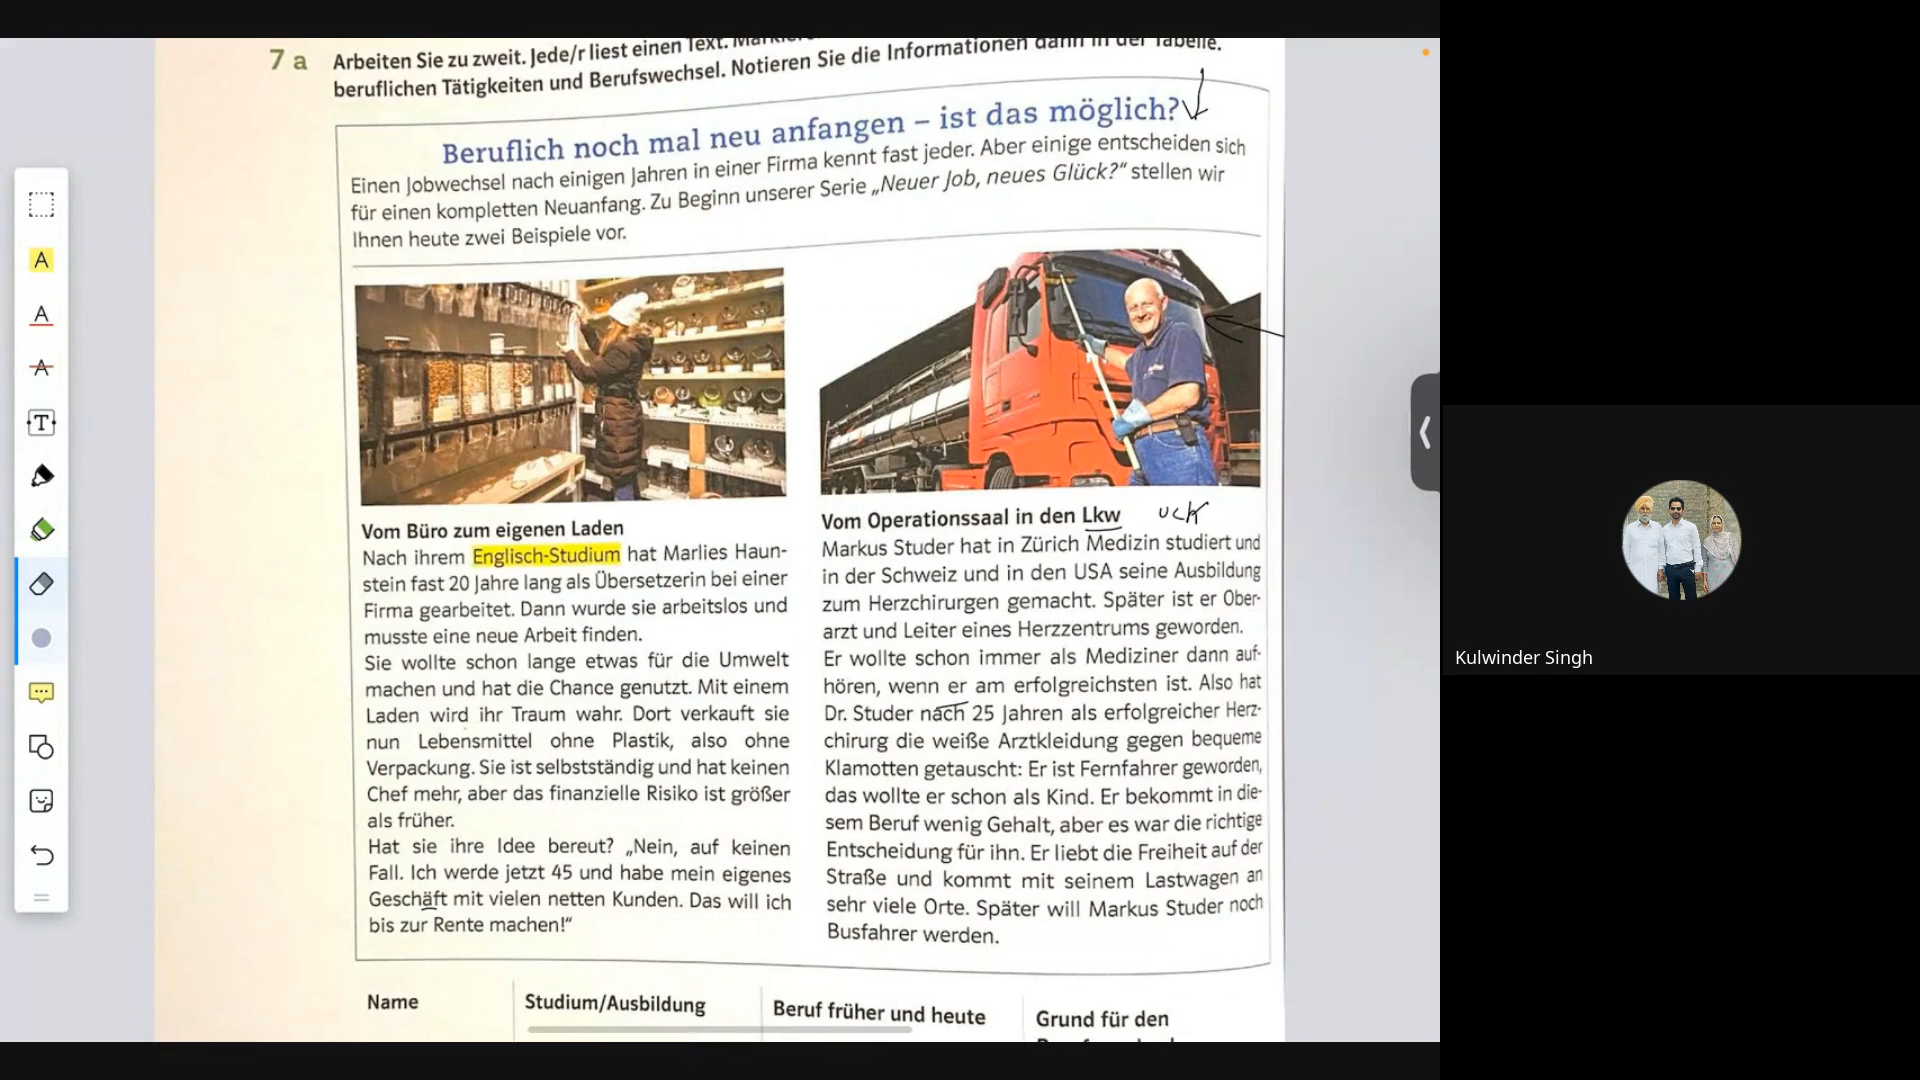 7 a Arbeiten Sie zu zweit. Jede/r liest einen Text.
beruflichen Tätigkeiten und Berufswechsel. Notieren Sie die Informationen dann in der Tabelle.
Beruflich noch mal neu anfangen – ist das möglich?
Einen Jobwechsel nach einigen Jahren in einer Firma kennt fast jeder. Aber einige entscheiden sich
für einen kompletten Neuanfang. Zu Beginn unserer Serie „Neuer Job, neues Glück?“ stellen wir
Ihnen heute zwei Beispiele vor.
Vom Büro zum eigenen Laden
Nach ihrem Englisch-Studium hat Marlies Haun-
stein fast 20 Jahre lang als Übersetzerin bei einer
Firma gearbeitet. Dann wurde sie arbeitslos und
musste eine neue Arbeit finden.
Sie wollte schon lange etwas für die Umwelt
machen und hat die Chance genutzt. Mit einem
Laden wird ihr Traum wahr. Dort verkauft sie
nun Lebensmittel ohne Plastik, also ohne
Verpackung. Sie ist selbstständig und hat keinen
Chef mehr, aber das finanzielle Risiko ist größer
als früher.
Hat sie ihre Idee bereut? „Nein, auf keinen
Fall. Ich werde jetzt 45 und habe mein eigenes
Geschäft mit vielen netten Kunden. Das will ich
bis zur Rente machen!“
Vom Operationssaal in den Lkw uck
Markus Studer hat in Zürich Medizin studiert und
in der Schweiz und in den USA seine Ausbildung
zum Herzchirurgen gemacht. Später ist er Ober-
arzt und Leiter eines Herzzentrums geworden.
Er wollte schon immer als Mediziner dann auf-
hören, wenn er am erfolgreichsten ist. Also hat
Dr. Studer nach 25 Jahren als erfolgreicher Herz-
chirurg die weiße Arztkleidung gegen bequeme
Klamotten getauscht: Er ist Fernfahrer geworden,
das wollte er schon als Kind. Er bekommt in die-
sem Beruf wenig Gehalt, aber es war die richtige
Entscheidung für ihn. Er liebt die Freiheit auf der
Straße und kommt mit seinem Lastwagen an
sehr viele Orte. Später will Markus Studer noch
Busfahrer werden.
Name
Studium/Ausbildung
Beruf früher und heute
Grund für den
A
A
A
T
Kulwinder Singh